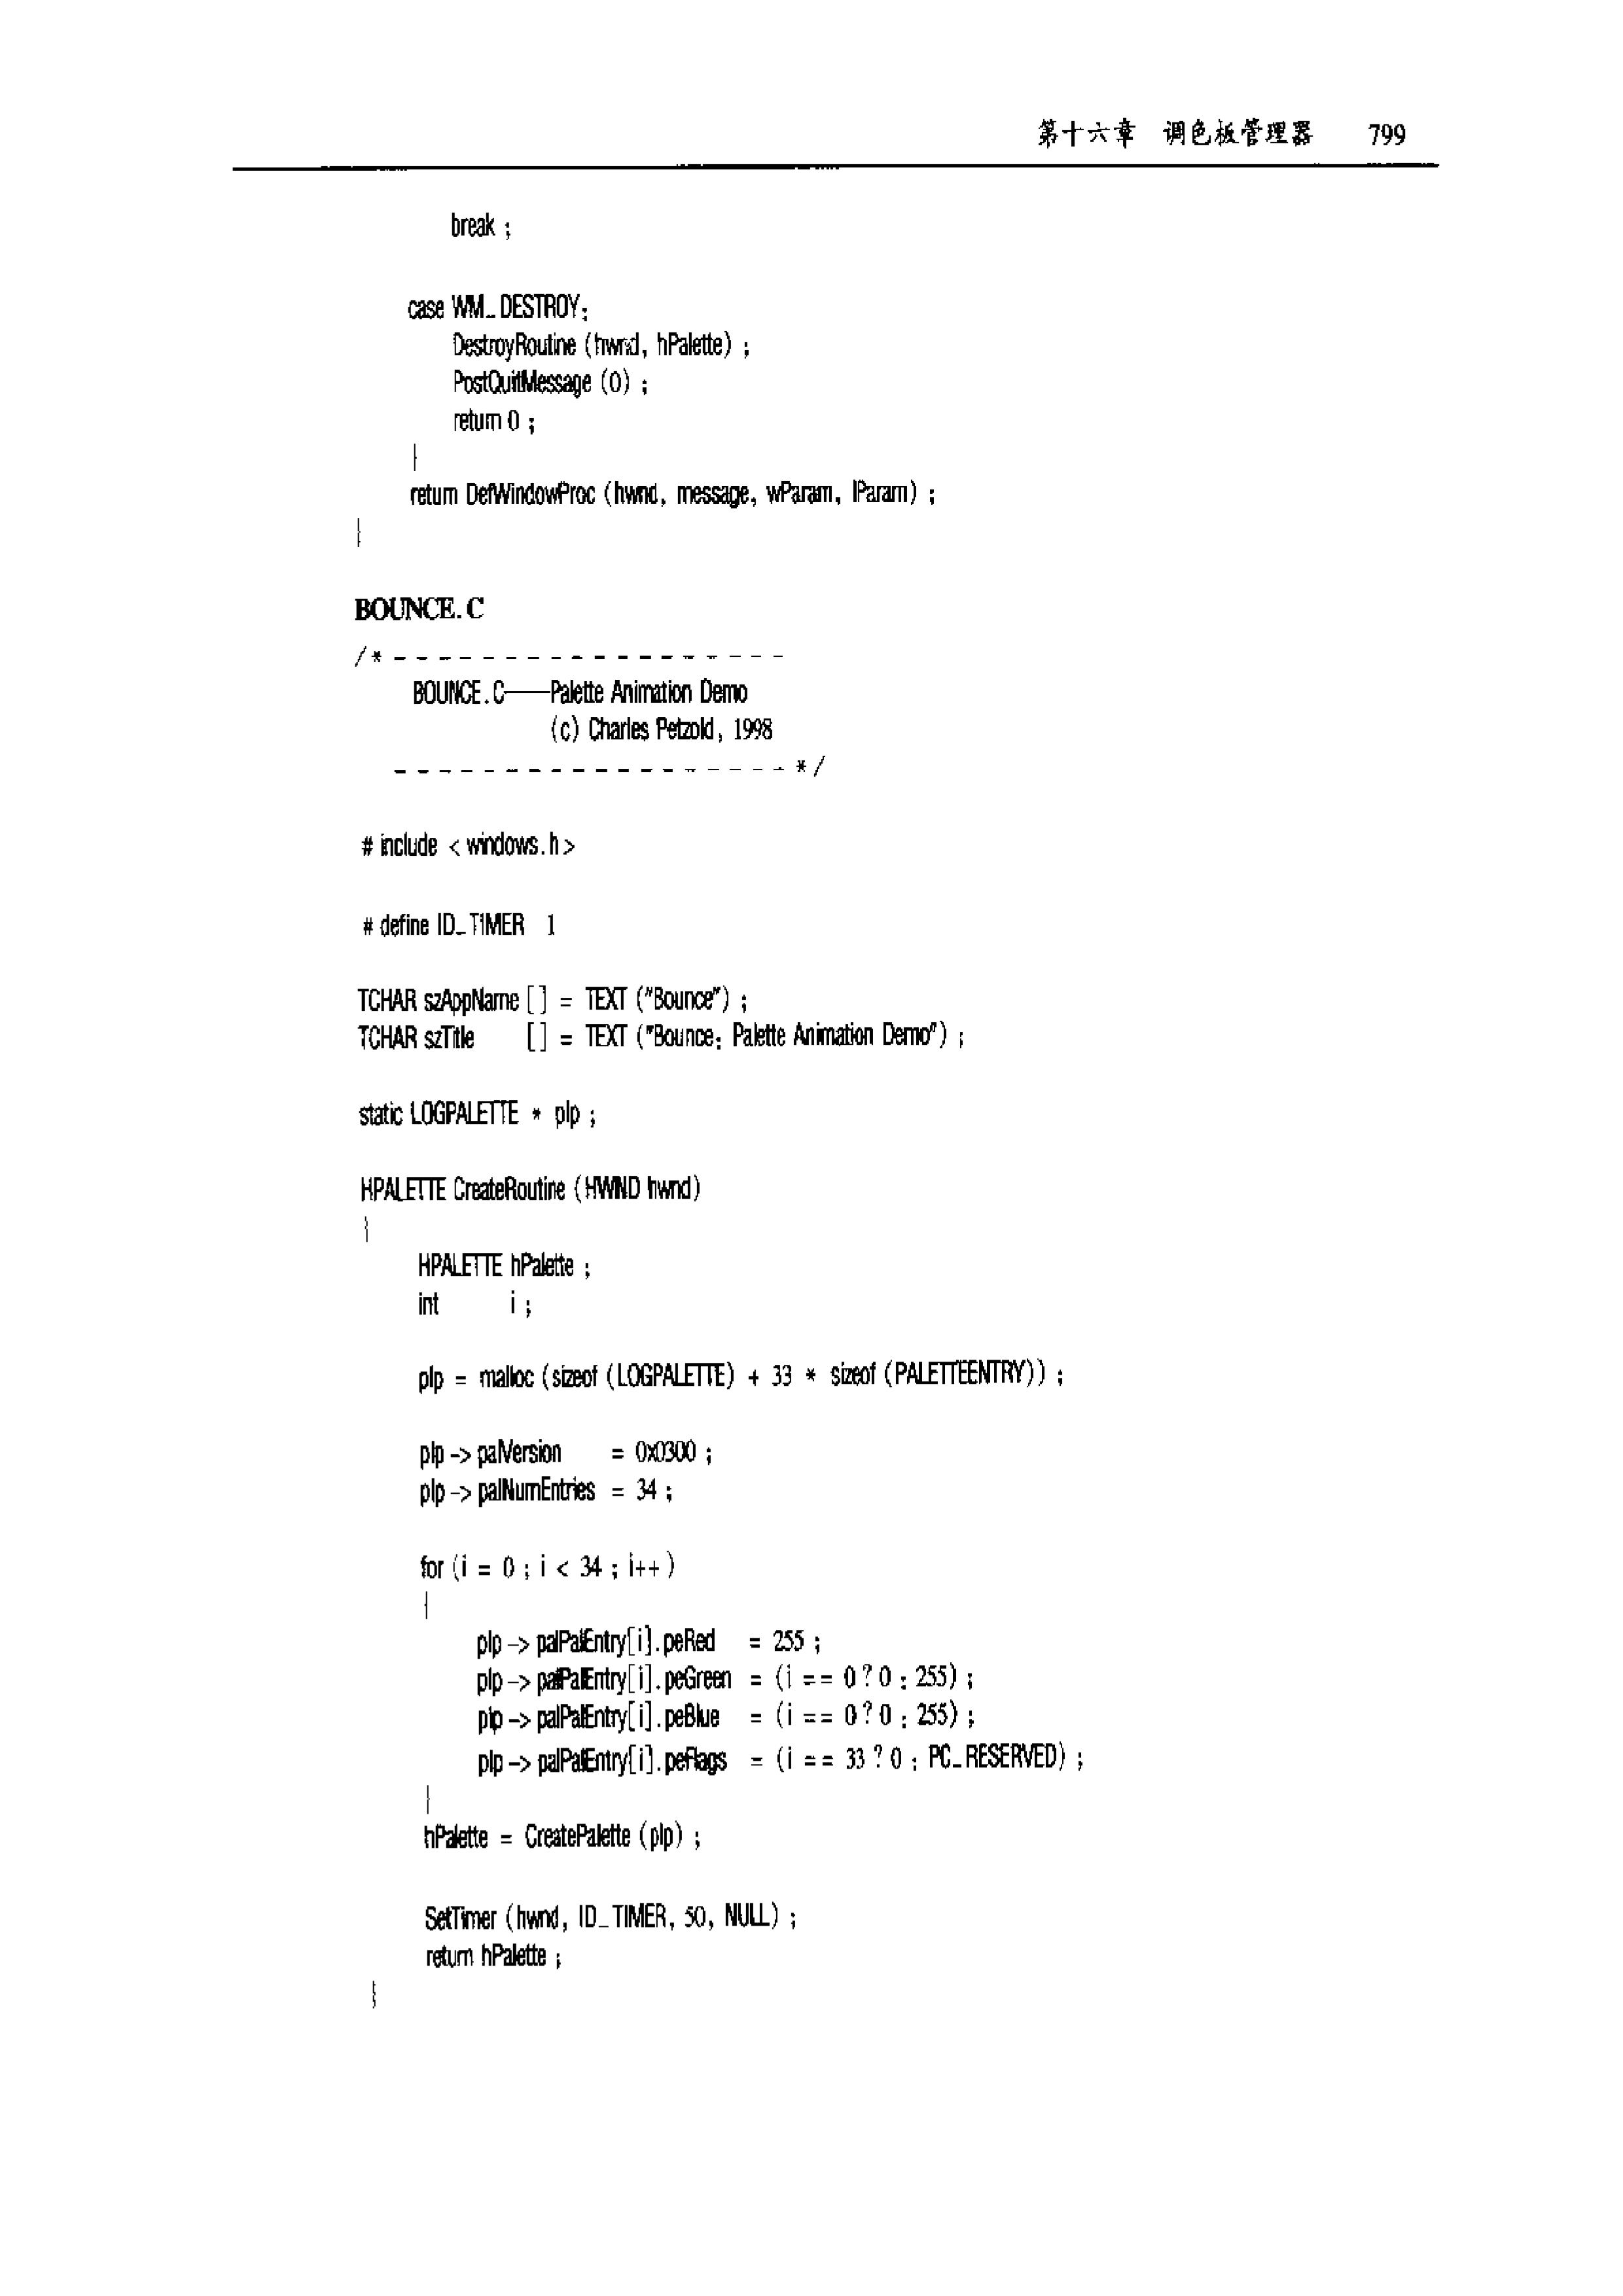 第十六章 调色板管理器 799
break ;
case WM_DESTROY:
DestroyRoutine (hwnd, hPalette) ;
PostQuitMessage (0) ;
return 0 ;
}
return DefWindowProc (hwnd, message, wParam, lParam) ;
}
BOUNCE.C
/* - - - - - - - - - - - - - - - - - -
BOUNCE.C——Palette Animation Demo
(c) Charles Petzold, 1998
- - - - - - - - - - - - - - - - - - */
# include < windows.h >
# define ID_TIMER 1
TCHAR szAppName [] = TEXT ("Bounce") ;
TCHAR szTitle [] = TEXT ("Bounce: Palette Animation Demo") ;
static LOGPALETTE * plp ;
HPALETTE CreateRoutine (HWND hwnd)
{
HPALETTE hPalette ;
int i ;
plp = malloc (sizeof (LOGPALETTE) + 33 * sizeof (PALETTEENTRY)) ;
plp -> palVersion = 0x0300 ;
plp -> palNumEntries = 34 ;
for (i = 0 ; i < 34 ; i++ )
{
plp -> palPalEntry[i].peRed = 255 ;
plp -> palPalEntry[i].peGreen = (i == 0 ? 0 : 255) ;
plp -> palPalEntry[i].peBlue = (i == 0 ? 0 : 255) ;
plp -> palPalEntry[i].peFlags = (i == 33 ? 0 : PC_RESERVED) ;
}
hPalette = CreatePalette (plp) ;
SetTimer (hwnd, ID_TIMER, 50, NULL) ;
return hPalette ;
}